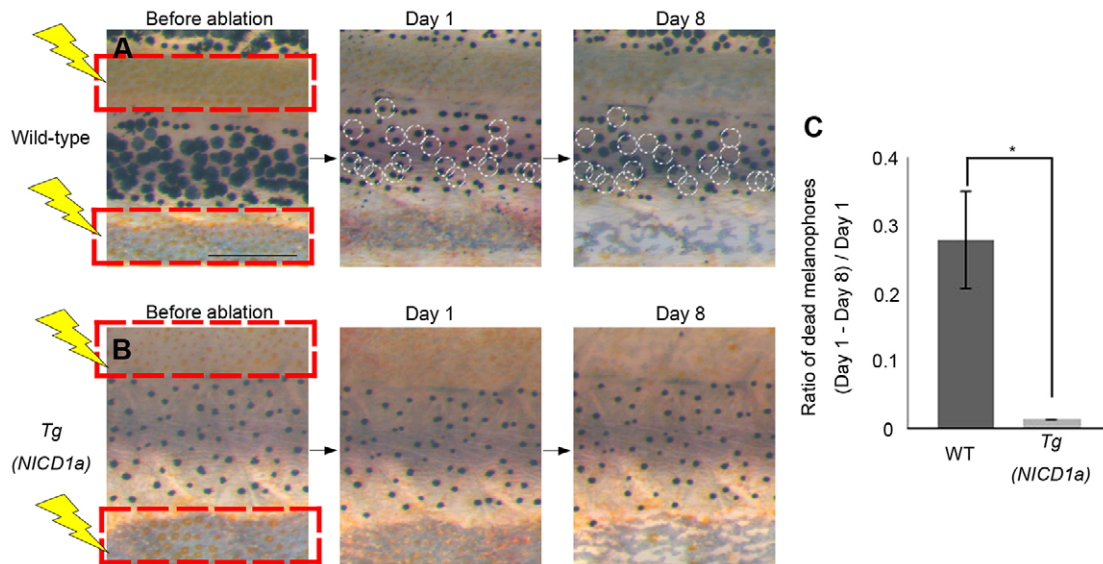 Before ablation
Day 1
Day 8
A
Wild-type
Before ablation
Day 1
Day 8
B
Tg
(NICD1a)
C
Ratio of dead melanophores
(Day 1 - Day 8) / Day 1
0.4
0.3
0.2
0.1
0
*
WT
Tg
(NICD1a)